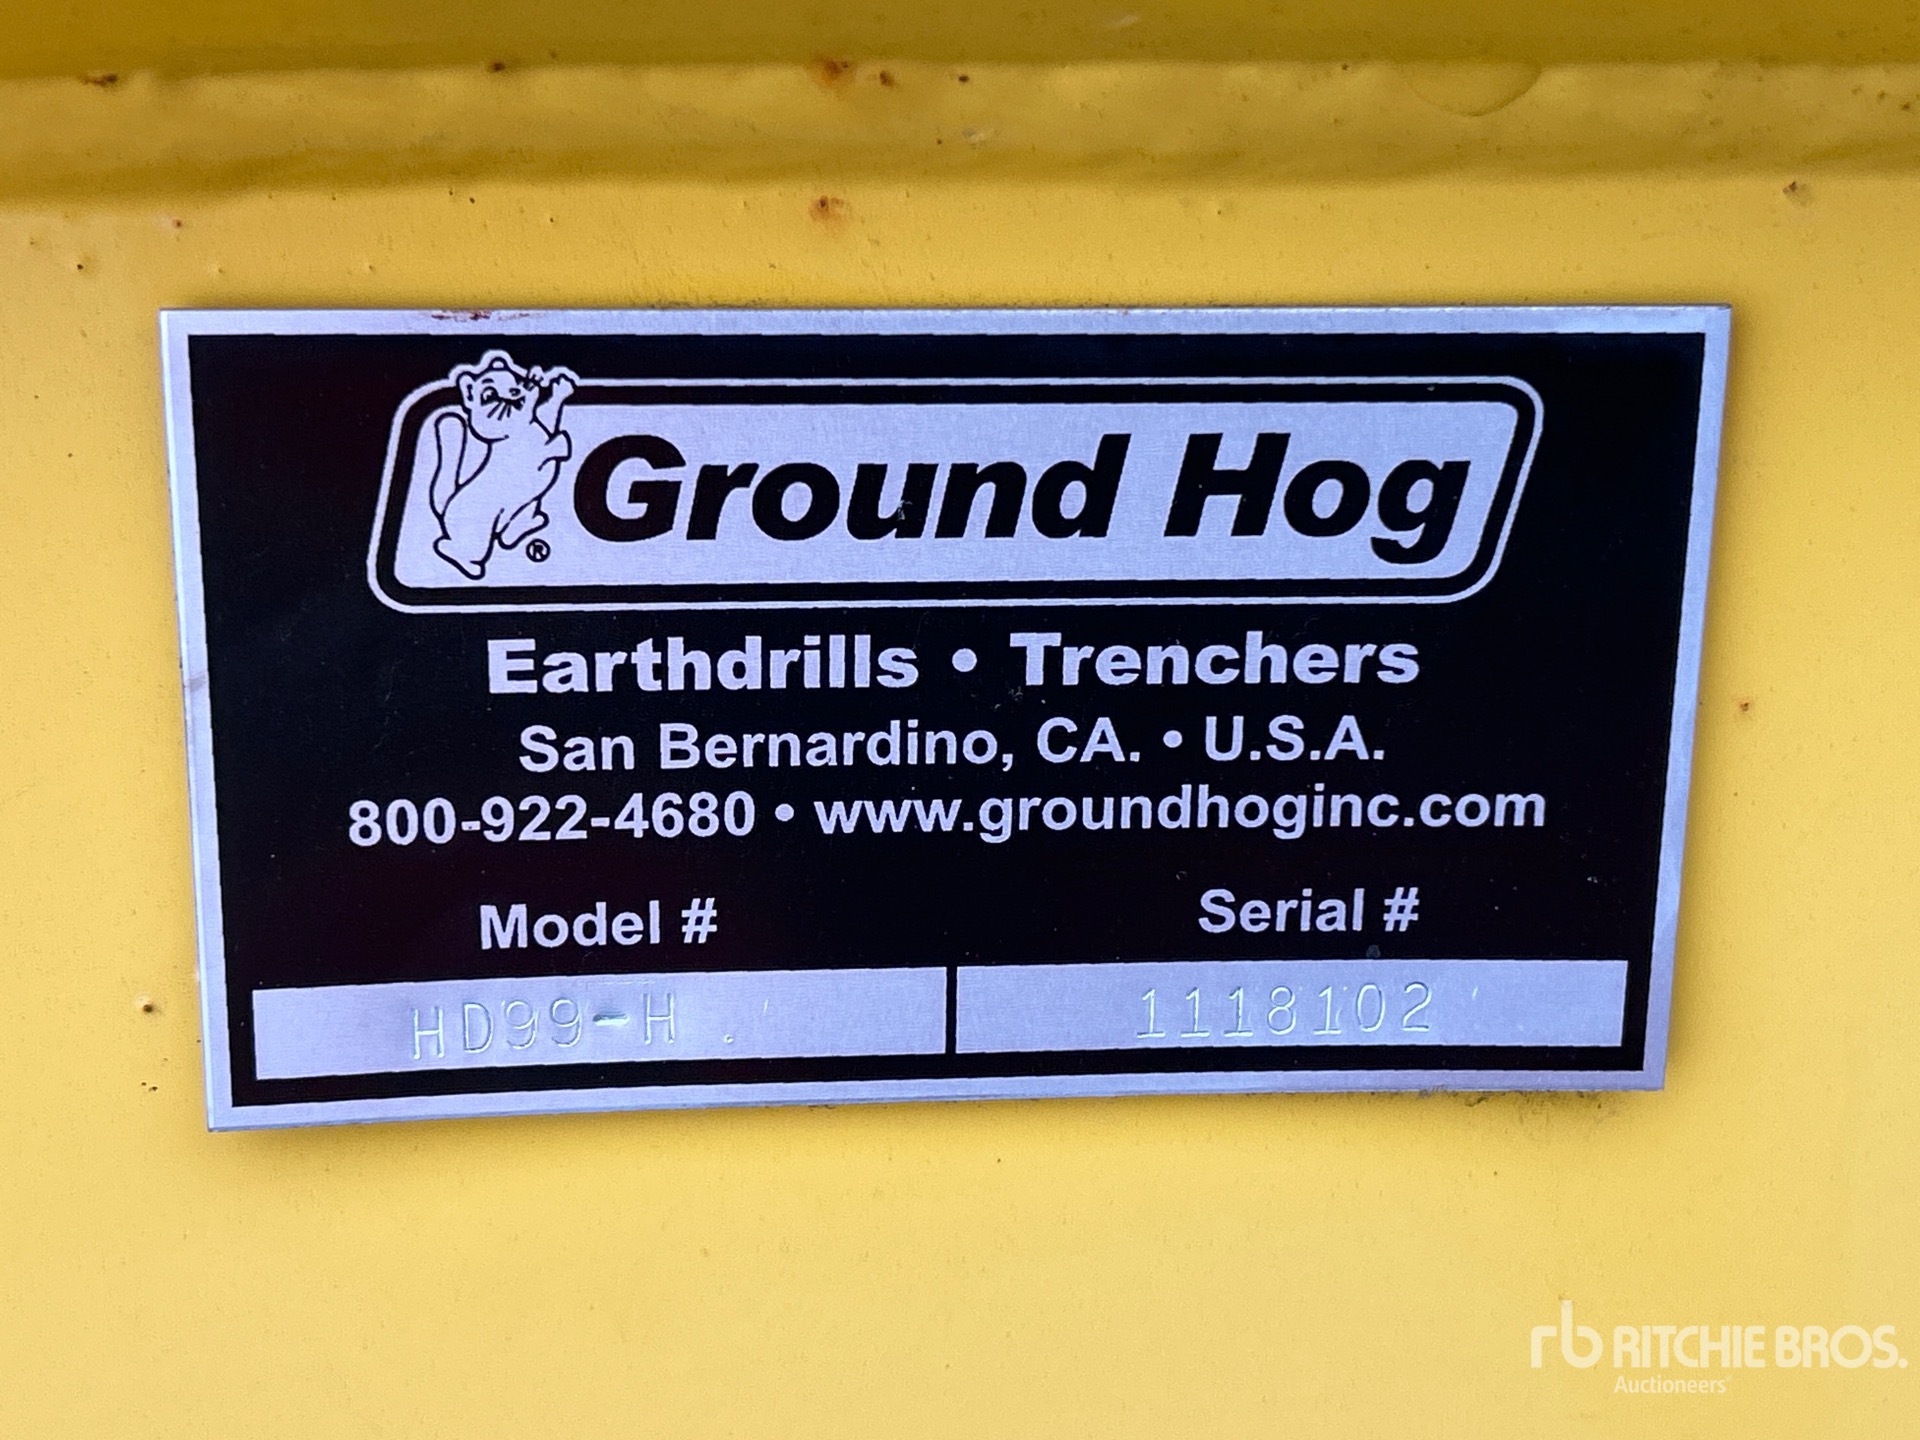 Ground Hog
®
Earthdrills • Trenchers
San Bernardino, CA. • U.S.A.
800-922-4680 • www.groundhoginc.com
Model # Serial #
HD99-H . 1118102
rb RITCHIE BROS.
Auctioneers